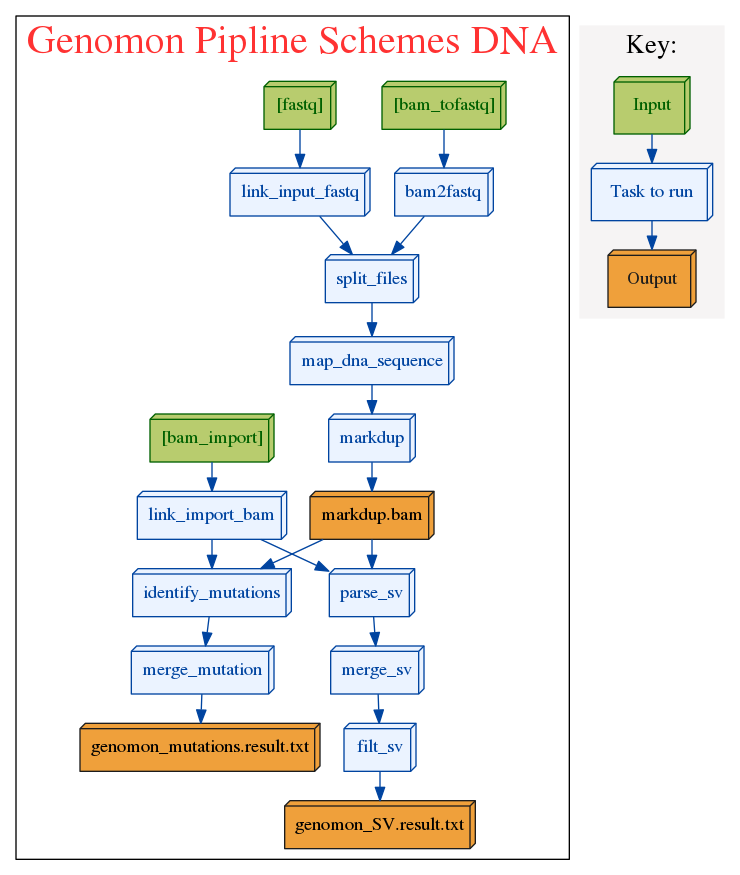 Genomon Pipline Schemes DNA
[fastq]
[bam_tofastq]
link_input_fastq
bam2fastq
split_files
map_dna_sequence
[bam_import]
markdup
link_import_bam
markdup.bam
identify_mutations
parse_sv
merge_mutation
merge_sv
genomon_mutations.result.txt
filt_sv
genomon_SV.result.txt
Key:
Input
Task to run
Output